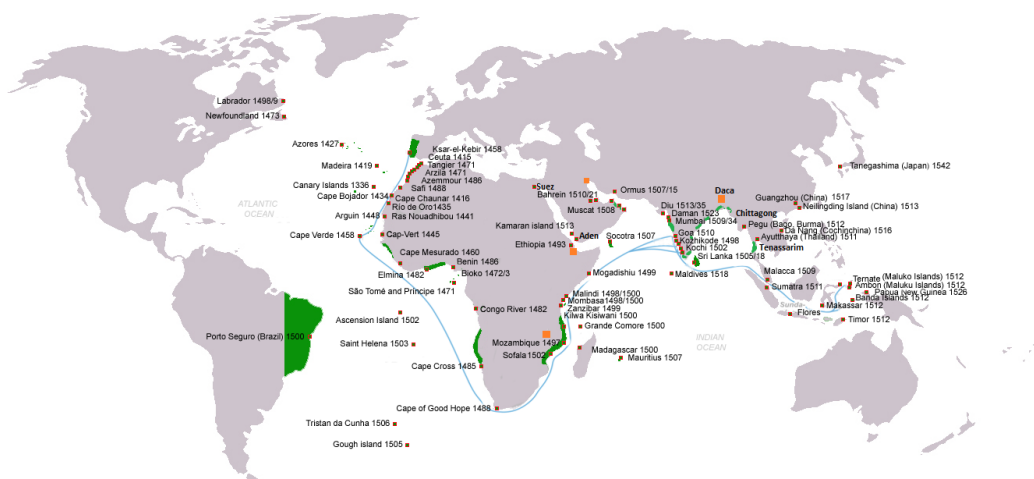 Labrador 1498/9
Newfoundland 1473
Azores 1427
Madeira 1419
Canary Islands 1336
Cape Bojador 1434
ATLANTIC
OCEAN
Arguin 1448
Cape Verde 1458
Ksar-el-Kebir 1458
Ceuta 1415
Tangier 1471
Arzila 1471
Azemmour 1486
Safi 1488
Cape Chaunar 1416
Rio de Oro1435
Ras Nouadhibou 1441
Cap-Vert 1445
Cape Mesurado 1460
Benin 1486
Elmina 1482
Bioko 1472/3
São Tomé and Príncipe 1471
Congo River 1482
Ascension Island 1502
Porto Seguro (Brazil) 1500
Saint Helena 1503
Cape Cross 1485
Cape of Good Hope 1488
Tristan da Cunha 1506
Gough island 1505
Suez
Bahrein 1510/21
Ormus 1507/15
Muscat 1508
Kamaran island 1513
Aden
Ethiopia 1493
Socotra 1507
Mogadishu 1499
Malindi 1498/1500
Mombasa1498/1500
Zanzibar 1499
Kilwa Kiswani 1500
Grande Comore 1500
Mozambique 1497
Sofala1502
Madagascar 1500
Mauritius 1507
INDIAN
OCEAN
Daca
Diu 1513/35
Daman 1523
Mumbai 1509/34
Chittagong
Goa 1510
Kozhikode 1498
Kochi 1502
Sri Lanka 1505/18
Maldives 1518
Tanegashima (Japan) 1542
Guangzhou (China) 1517
Neilingding Island (China) 1513
Pegu (Bago, Burma) 1512
Da Nang (Cochinchina) 1516
Ayutthaya (Thailand) 1511
Tenassarim
Malacca 1509
Sumatra 1511
Ternate (Maluko Islands) 1512
Ambon (Maluku Islands) 1512
Papua New Guinea 1526
Banda Islands 1512
Makassar 1512
Sunda
Flores
Timor 1512